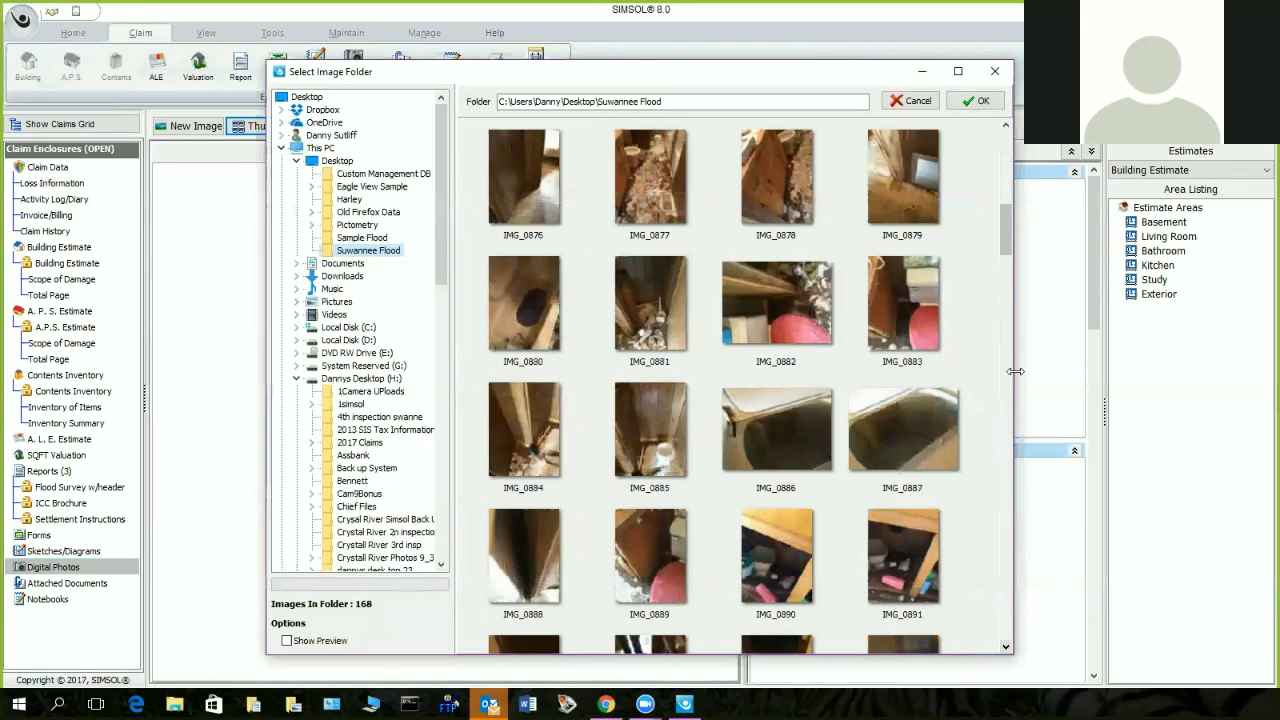 SIMSOL® 8.0
Home
Claim
View
Tools
Maintain
Manage
Help
Building
A.P.S.
Contents
ALE
Valuation
Report
Show Claims Grid
New Image
Claim Enclosures (OPEN)
Claim Data
Loss Information
Activity Log/Diary
Invoice/Billing
Claim History
Building Estimate
Building Estimate
Scope of Damage
Total Page
A. P. S. Estimate
A.P.S. Estimate
Scope of Damage
Total Page
Contents Inventory
Contents Inventory
Inventory of Items
Inventory Summary
A. L. E. Estimate
SQFT Valuation
Reports (3)
Flood Survey w/header
ICC Brochure
Settlement Instructions
Forms
Sketches/Diagrams
Digital Photos
Attached Documents
Notebooks
Copyright © 2017, SIMSOL®
Select Image Folder
Desktop
Dropbox
OneDrive
Danny Sutliff
This PC
Desktop
Custom Management DB
Eagle View Sample
Harley
Old Firefox Data
Pictometry
Sample Flood
Suwannee Flood
Documents
Downloads
Music
Pictures
Videos
Local Disk (C:)
Local Disk (D:)
DVD RW Drive (E:)
System Reserved (G:)
Dannys Desktop (H:)
1Camera UPloads
1simsol
4th inspection swanne
2013 SIS Tax Information
2017 Claims
Assbank
Back up System
Bennett
Cam9Bonus
Chief Files
Crysal River Simsol Back U
Crystal River 2n inspectio
Crystall River 3rd insp
Crystall River Photos 9_3
dannys desk top 23
Images In Folder : 168
Options
Show Preview
Folder
C:\Users\Danny\Desktop\Suwannee Flood
Cancel
OK
IMG_0876
IMG_0877
IMG_0878
IMG_0879
IMG_0880
IMG_0881
IMG_0882
IMG_0883
IMG_0884
IMG_0885
IMG_0886
IMG_0887
IMG_0888
IMG_0889
IMG_0890
IMG_0891
Estimates
Building Estimate
Area Listing
Estimate Areas
Basement
Living Room
Bathroom
Kitchen
Study
Exterior
FTP